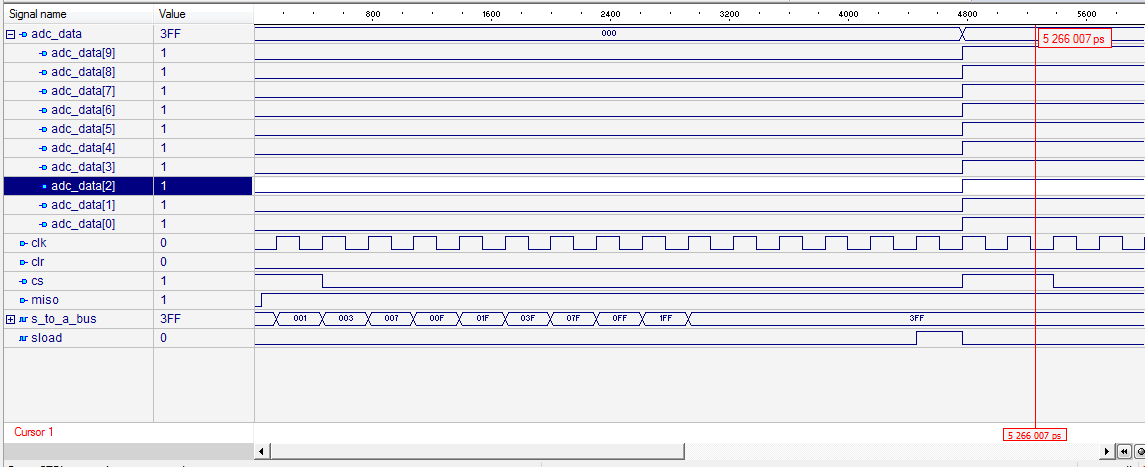 Signal name Value 800 1600 2400 3200 4000 4800 5600
adc_data 3FF 000
5 266 007 ps
adc_data[9] 1
adc_data[8] 1
adc_data[7] 1
adc_data[6] 1
adc_data[5] 1
adc_data[4] 1
adc_data[3] 1
adc_data[2] 1
adc_data[1] 1
adc_data[0] 1
clk 0
clr 0
cs 1
miso 1
s_to_a_bus 3FF 001 003 007 00F 01F 03F 07F 0FF 1FF 3FF
sload 0
Cursor 1
5 266 007 ps